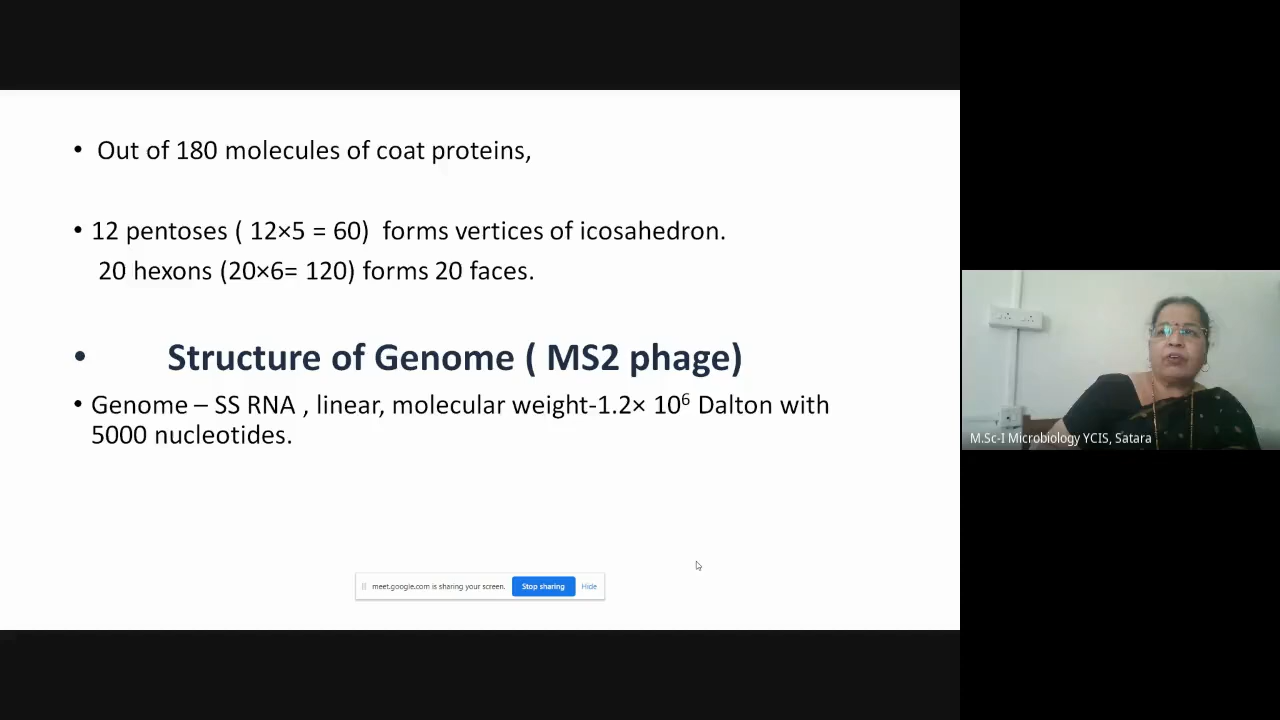 • Out of 180 molecules of coat proteins,
• 12 pentoses ( 12×5 = 60) forms vertices of icosahedron.
20 hexons (20×6= 120) forms 20 faces.
• Structure of Genome ( MS2 phage)
• Genome – SS RNA , linear, molecular weight-1.2× 10⁶ Dalton with
5000 nucleotides.
meet.google.com is sharing your screen. Stop sharing Hide
M.Sc-I Microbiology YCIS, Satara